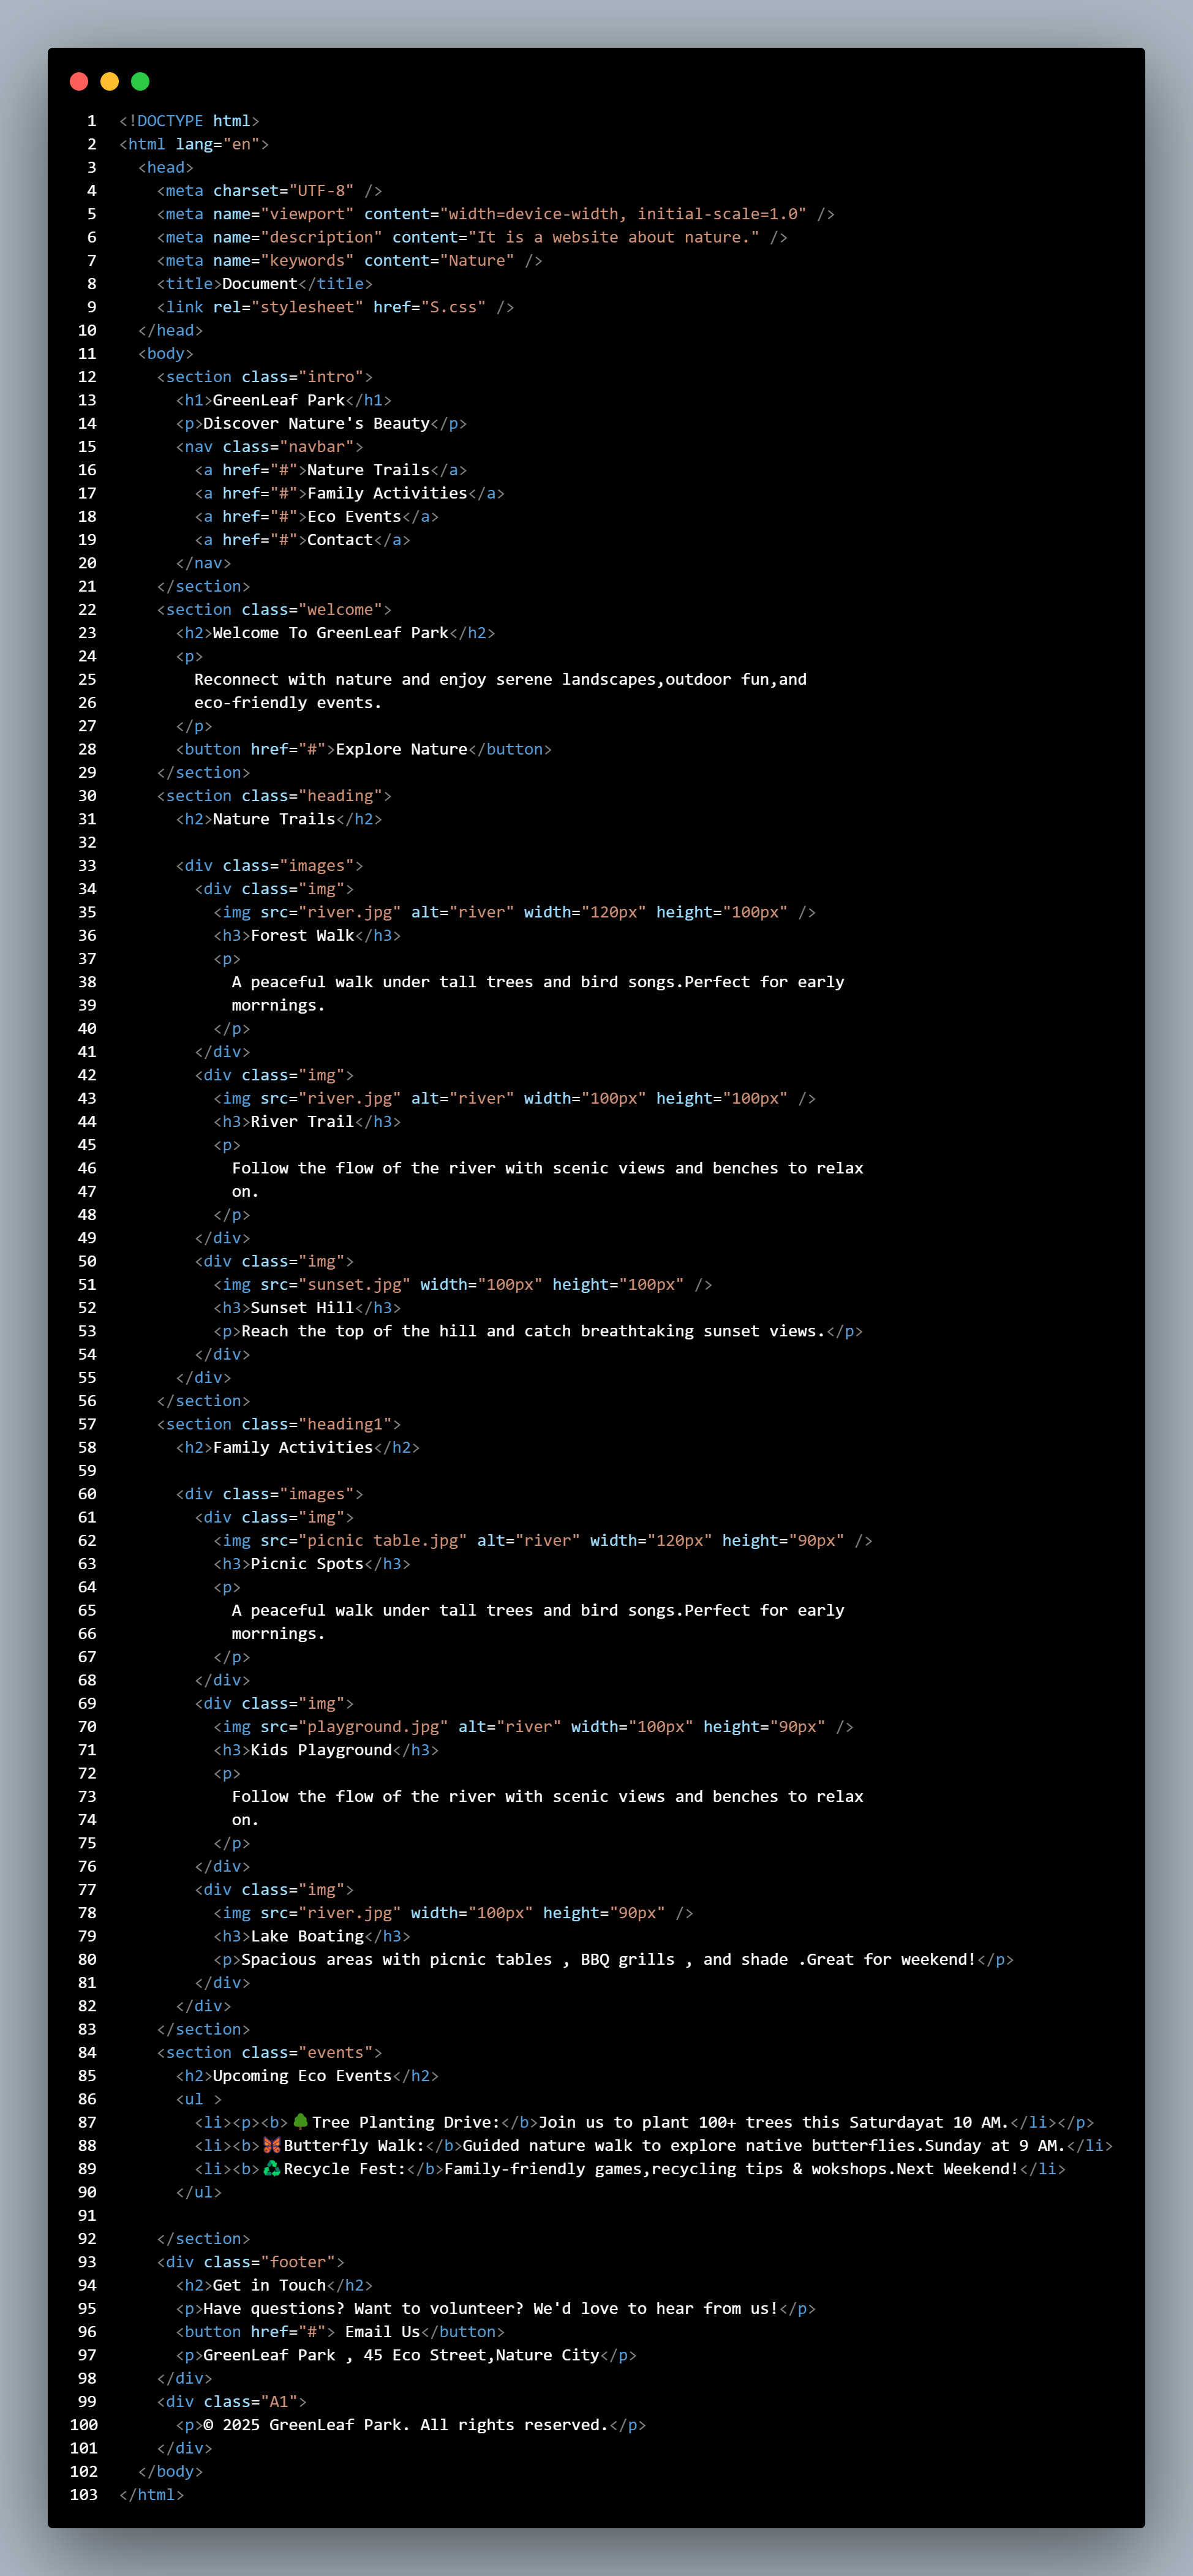 1 <!DOCTYPE html>
2 <html lang="en">
3   <head>
4     <meta charset="UTF-8" />
5     <meta name="viewport" content="width=device-width, initial-scale=1.0" />
6     <meta name="description" content="It is a website about nature." />
7     <meta name="keywords" content="Nature" />
8     <title>Document</title>
9     <link rel="stylesheet" href="S.css" />
10   </head>
11   <body>
12     <section class="intro">
13       <h1>GreenLeaf Park</h1>
14       <p>Discover Nature's Beauty</p>
15       <nav class="navbar">
16         <a href="#">Nature Trails</a>
17         <a href="#">Family Activities</a>
18         <a href="#">Eco Events</a>
19         <a href="#">Contact</a>
20       </nav>
21     </section>
22     <section class="welcome">
23       <h2>Welcome To GreenLeaf Park</h2>
24       <p>
25         Reconnect with nature and enjoy serene landscapes,outdoor fun,and
26         eco-friendly events.
27       </p>
28       <button href="#">Explore Nature</button>
29     </section>
30     <section class="heading">
31       <h2>Nature Trails</h2>
32
33       <div class="images">
34         <div class="img">
35           <img src="river.jpg" alt="river" width="120px" height="100px" />
36           <h3>Forest Walk</h3>
37           <p>
38             A peaceful walk under tall trees and bird songs.Perfect for early
39             morrnings.
40           </p>
41         </div>
42         <div class="img">
43           <img src="river.jpg" alt="river" width="100px" height="100px" />
44           <h3>River Trail</h3>
45           <p>
46             Follow the flow of the river with scenic views and benches to relax
47             on.
48           </p>
49         </div>
50         <div class="img">
51           <img src="sunset.jpg" width="100px" height="100px" />
52           <h3>Sunset Hill</h3>
53           <p>Reach the top of the hill and catch breathtaking sunset views.</p>
54         </div>
55       </div>
56     </section>
57     <section class="heading1">
58       <h2>Family Activities</h2>
59
60       <div class="images">
61         <div class="img">
62           <img src="picnic table.jpg" alt="river" width="120px" height="90px" />
63           <h3>Picnic Spots</h3>
64           <p>
65             A peaceful walk under tall trees and bird songs.Perfect for early
66             morrnings.
67           </p>
68         </div>
69         <div class="img">
70           <img src="playground.jpg" alt="river" width="100px" height="90px" />
71           <h3>Kids Playground</h3>
72           <p>
73             Follow the flow of the river with scenic views and benches to relax
74             on.
75           </p>
76         </div>
77         <div class="img">
78           <img src="river.jpg" width="100px" height="90px" />
79           <h3>Lake Boating</h3>
80           <p>Spacious areas with picnic tables , BBQ grills , and shade .Great for weekend!</p>
81         </div>
82       </div>
83     </section>
84     <section class="events">
85       <h2>Upcoming Eco Events</h2>
86       <ul >
87         <li><p><b>🌳Tree Planting Drive:</b>Join us to plant 100+ trees this Saturdayat 10 AM.</li></p>
88         <li><b>🦋Butterfly Walk:</b>Guided nature walk to explore native butterflies.Sunday at 9 AM.</li>
89         <li><b>♻Recycle Fest:</b>Family-friendly games,recycling tips & wokshops.Next Weekend!</li>
90       </ul>
91
92     </section>
93     <div class="footer">
94       <h2>Get in Touch</h2>
95       <p>Have questions? Want to volunteer? We'd love to hear from us!</p>
96       <button href="#"> Email Us</button>
97       <p>GreenLeaf Park , 45 Eco Street,Nature City</p>
98     </div>
99     <div class="A1">
100       <p>© 2025 GreenLeaf Park. All rights reserved.</p>
101     </div>
102   </body>
103 </html>